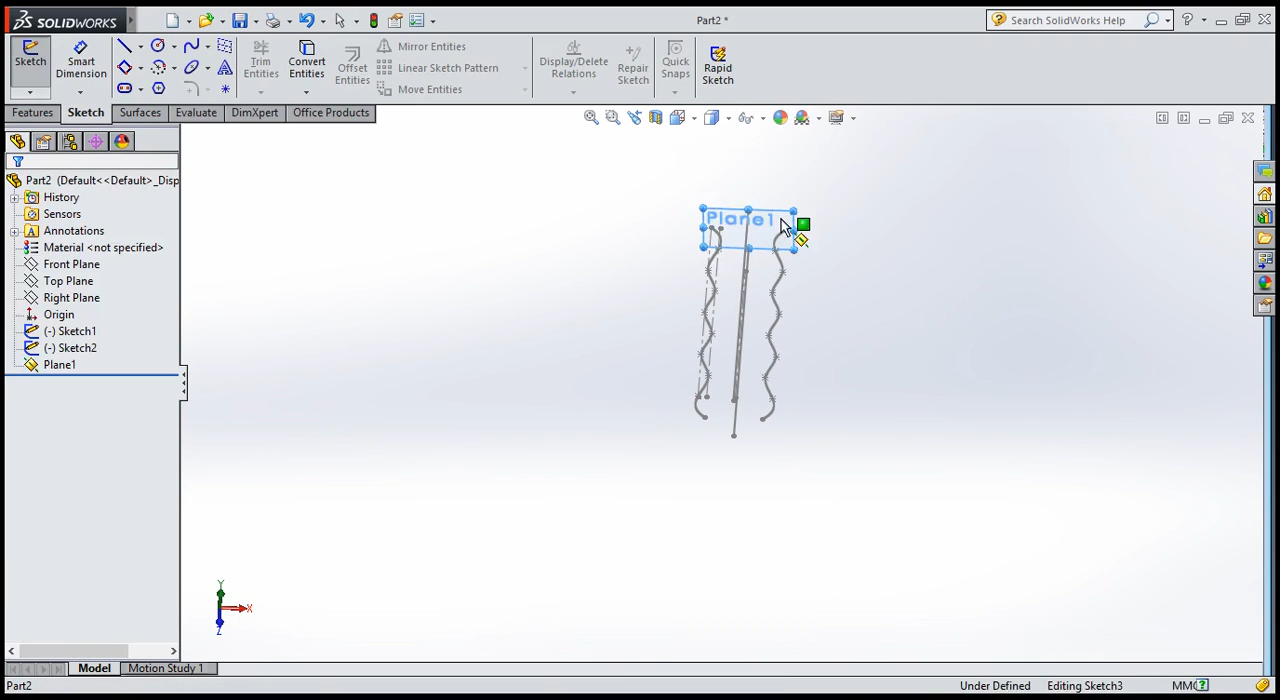 SOLIDWORKS
Part2 *
Search SolidWorks Help
Sketch
Smart Dimension
Trim Entities
Convert Entities
Offset Entities
Mirror Entities
Linear Sketch Pattern
Move Entities
Display/Delete Relations
Repair Sketch
Quick Snaps
Rapid Sketch
Features
Sketch
Surfaces
Evaluate
DimXpert
Office Products
Part2 (Default<<Default>_Disp
History
Sensors
Annotations
Material <not specified>
Front Plane
Top Plane
Right Plane
Origin
(-) Sketch1
(-) Sketch2
Plane1
Plane1
Y
X
Z
Model
Motion Study 1
Part2
Under Defined
Editing Sketch3